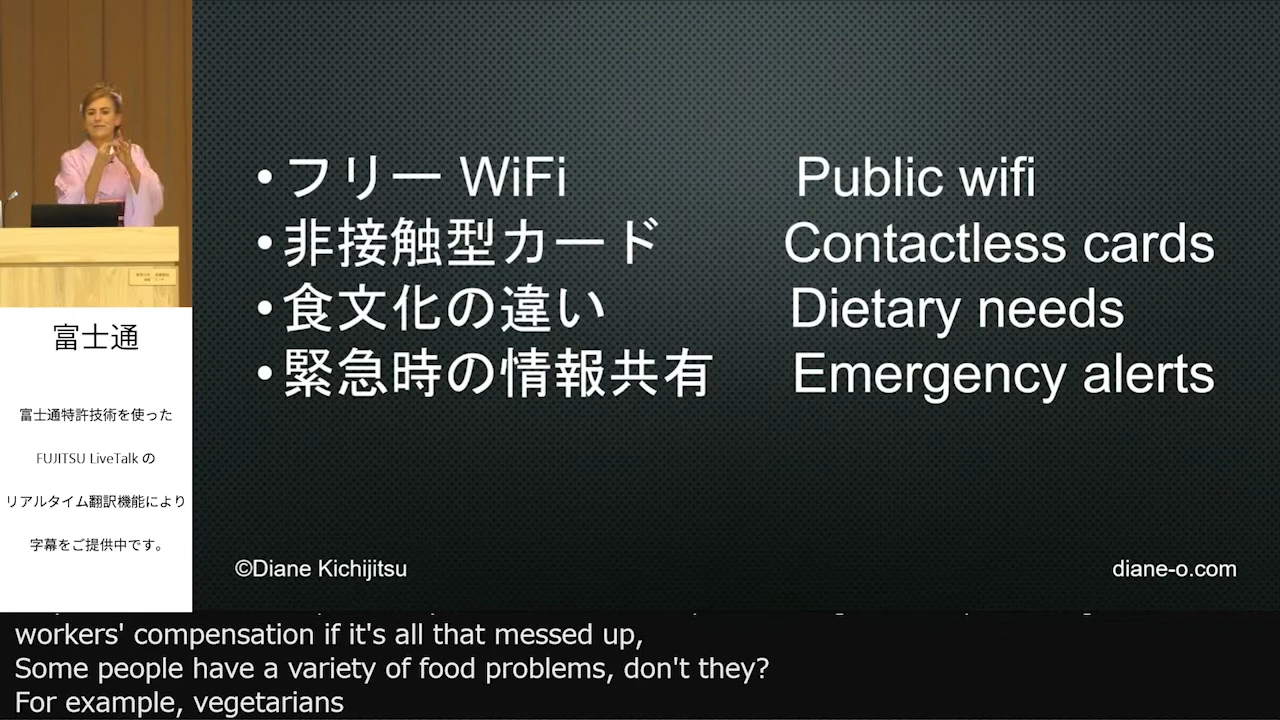 • フリー WiFi Public wifi
• 非接触型カード Contactless cards
• 食文化の違い Dietary needs
• 緊急時の情報共有 Emergency alerts
©Diane Kichijitsu diane-o.com
富士通
富士通特許技術を使った
FUJITSU LiveTalk の
リアルタイム翻訳機能により
字幕をご提供中です。
workers' compensation if it's all that messed up,
Some people have a variety of food problems, don't they?
For example, vegetarians